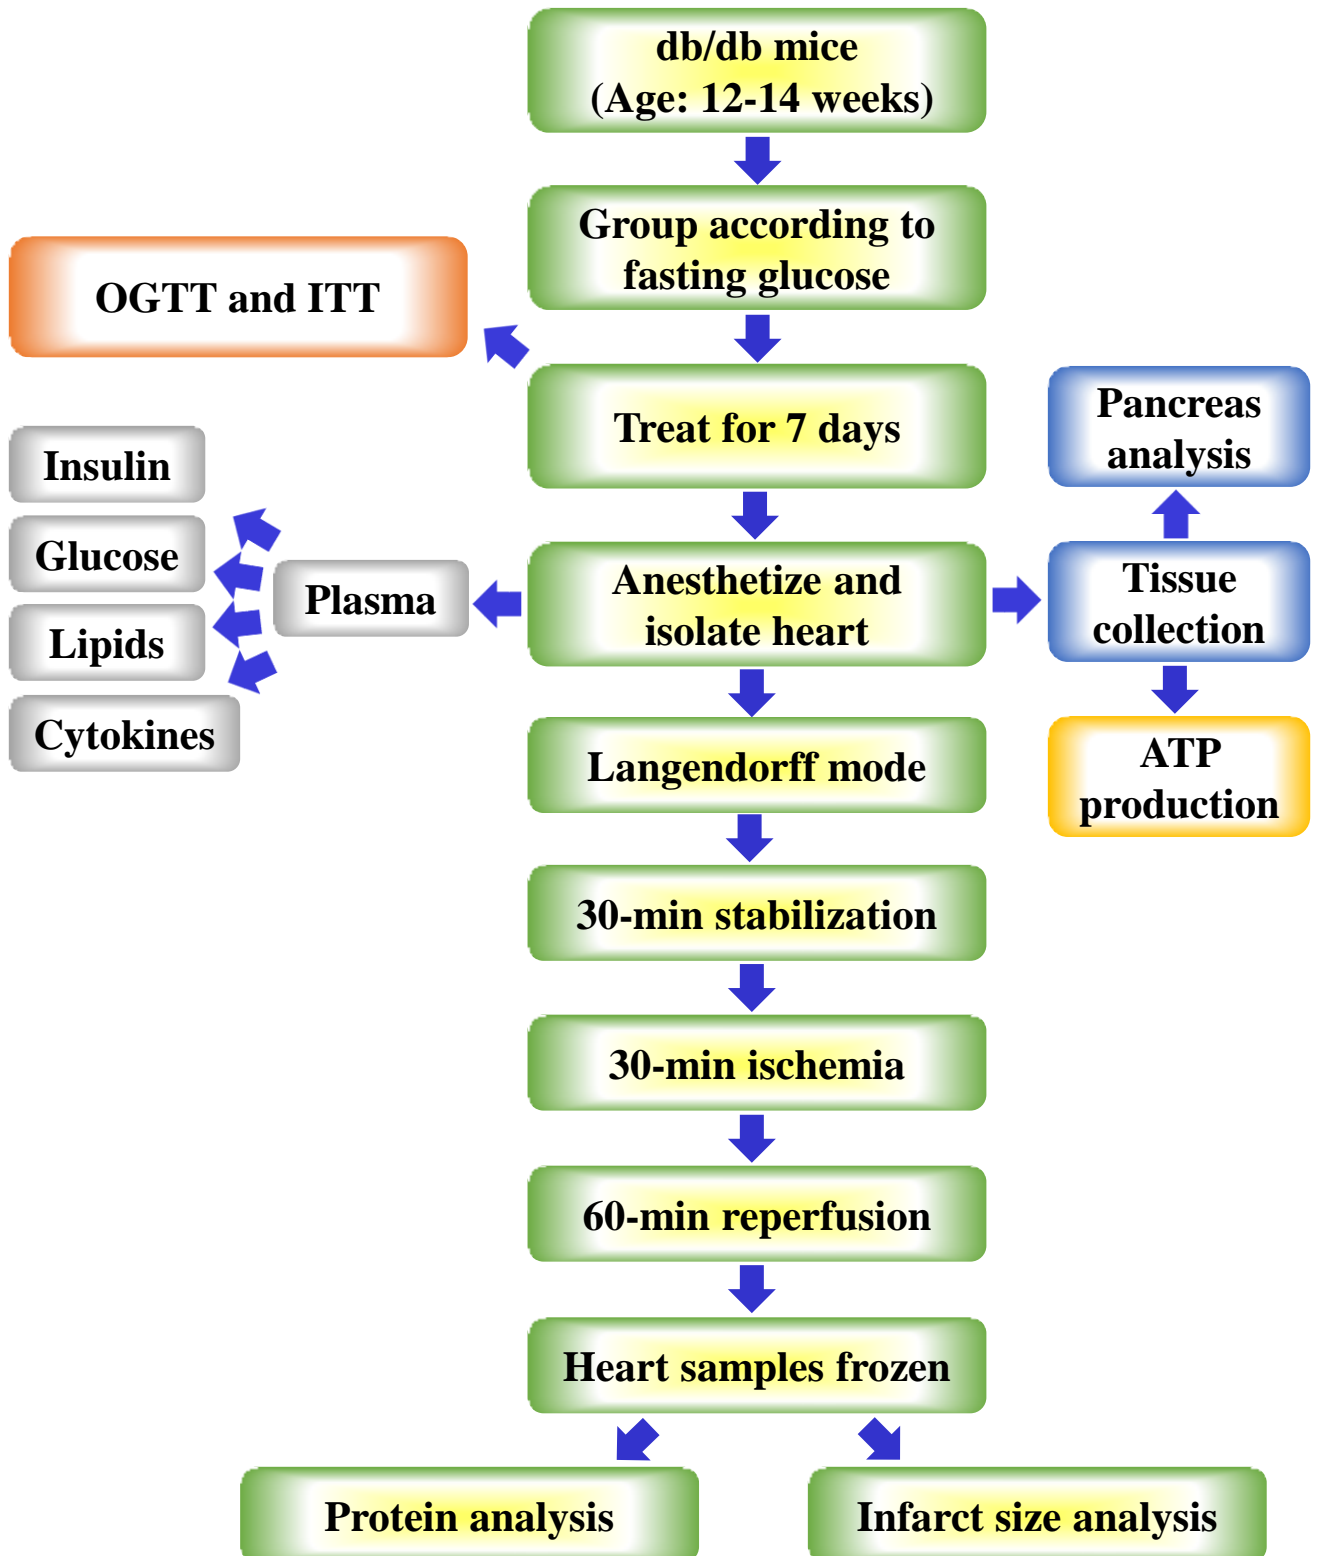 db/db mice
(Age: 12-14 weeks)
Group according to
fasting glucose
OGTT and ITT
Treat for 7 days
Pancreas
analysis
Insulin
Glucose
Lipids
Cytokines
Plasma
Anesthetize and
isolate heart
Tissue
collection
ATP
production
Langendorff mode
30-min stabilization
30-min ischemia
60-min reperfusion
Heart samples frozen
Protein analysis
Infarct size analysis